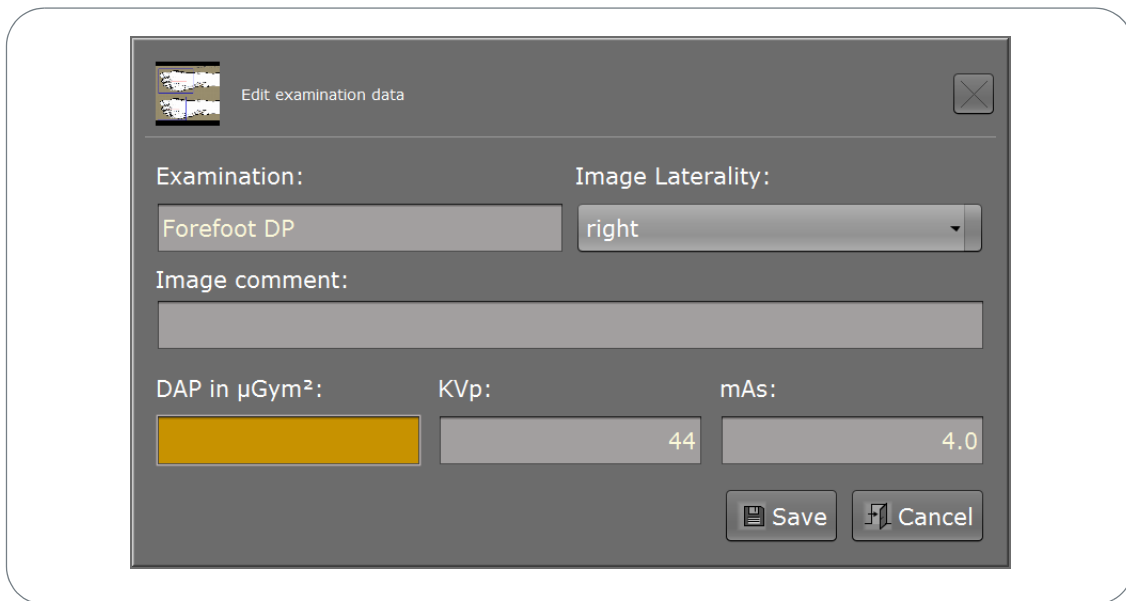 Edit examination data
Examination: Image Laterality:
Forefoot DP right
Image comment:
DAP in µGym²: KVp: mAs:
44 4.0
Save Cancel